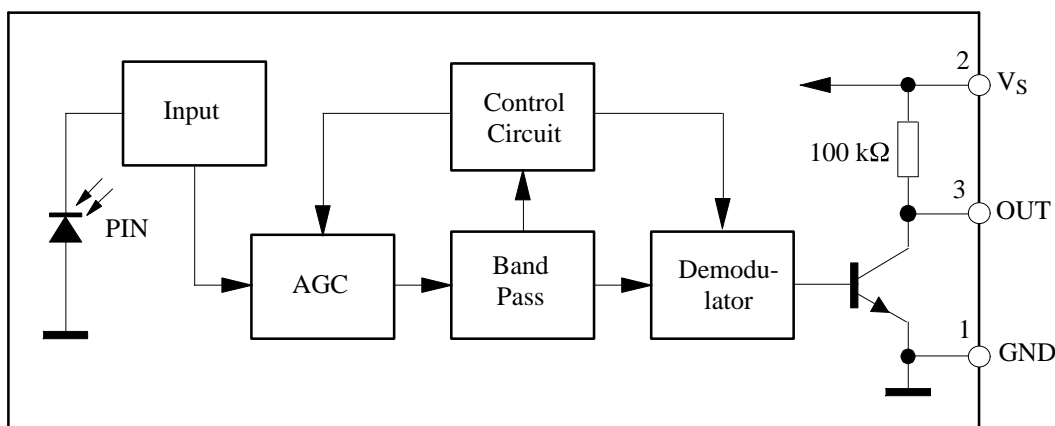 Input
Control
Circuit
2
V_S
100 kΩ
3
OUT
PIN
AGC
Band
Pass
Demodu-
lator
1
GND